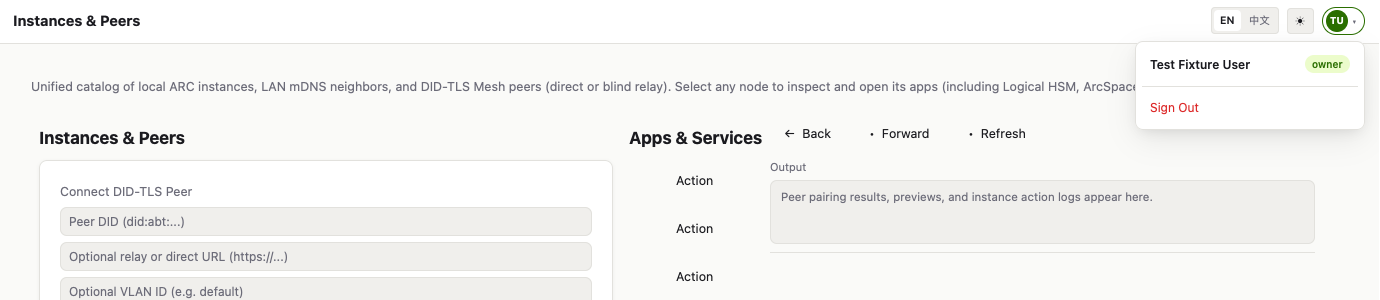 Instances & Peers
EN 中文
TU
Test Fixture User owner
Sign Out
Unified catalog of local ARC instances, LAN mDNS neighbors, and DID-TLS Mesh peers (direct or blind relay). Select any node to inspect and open its apps (including Logical HSM, ArcSpace
Instances & Peers
Connect DID-TLS Peer
Peer DID (did:abt:...)
Optional relay or direct URL (https://...)
Optional VLAN ID (e.g. default)
Apps & Services
← Back • Forward • Refresh
Action
Action
Action
Output
Peer pairing results, previews, and instance action logs appear here.